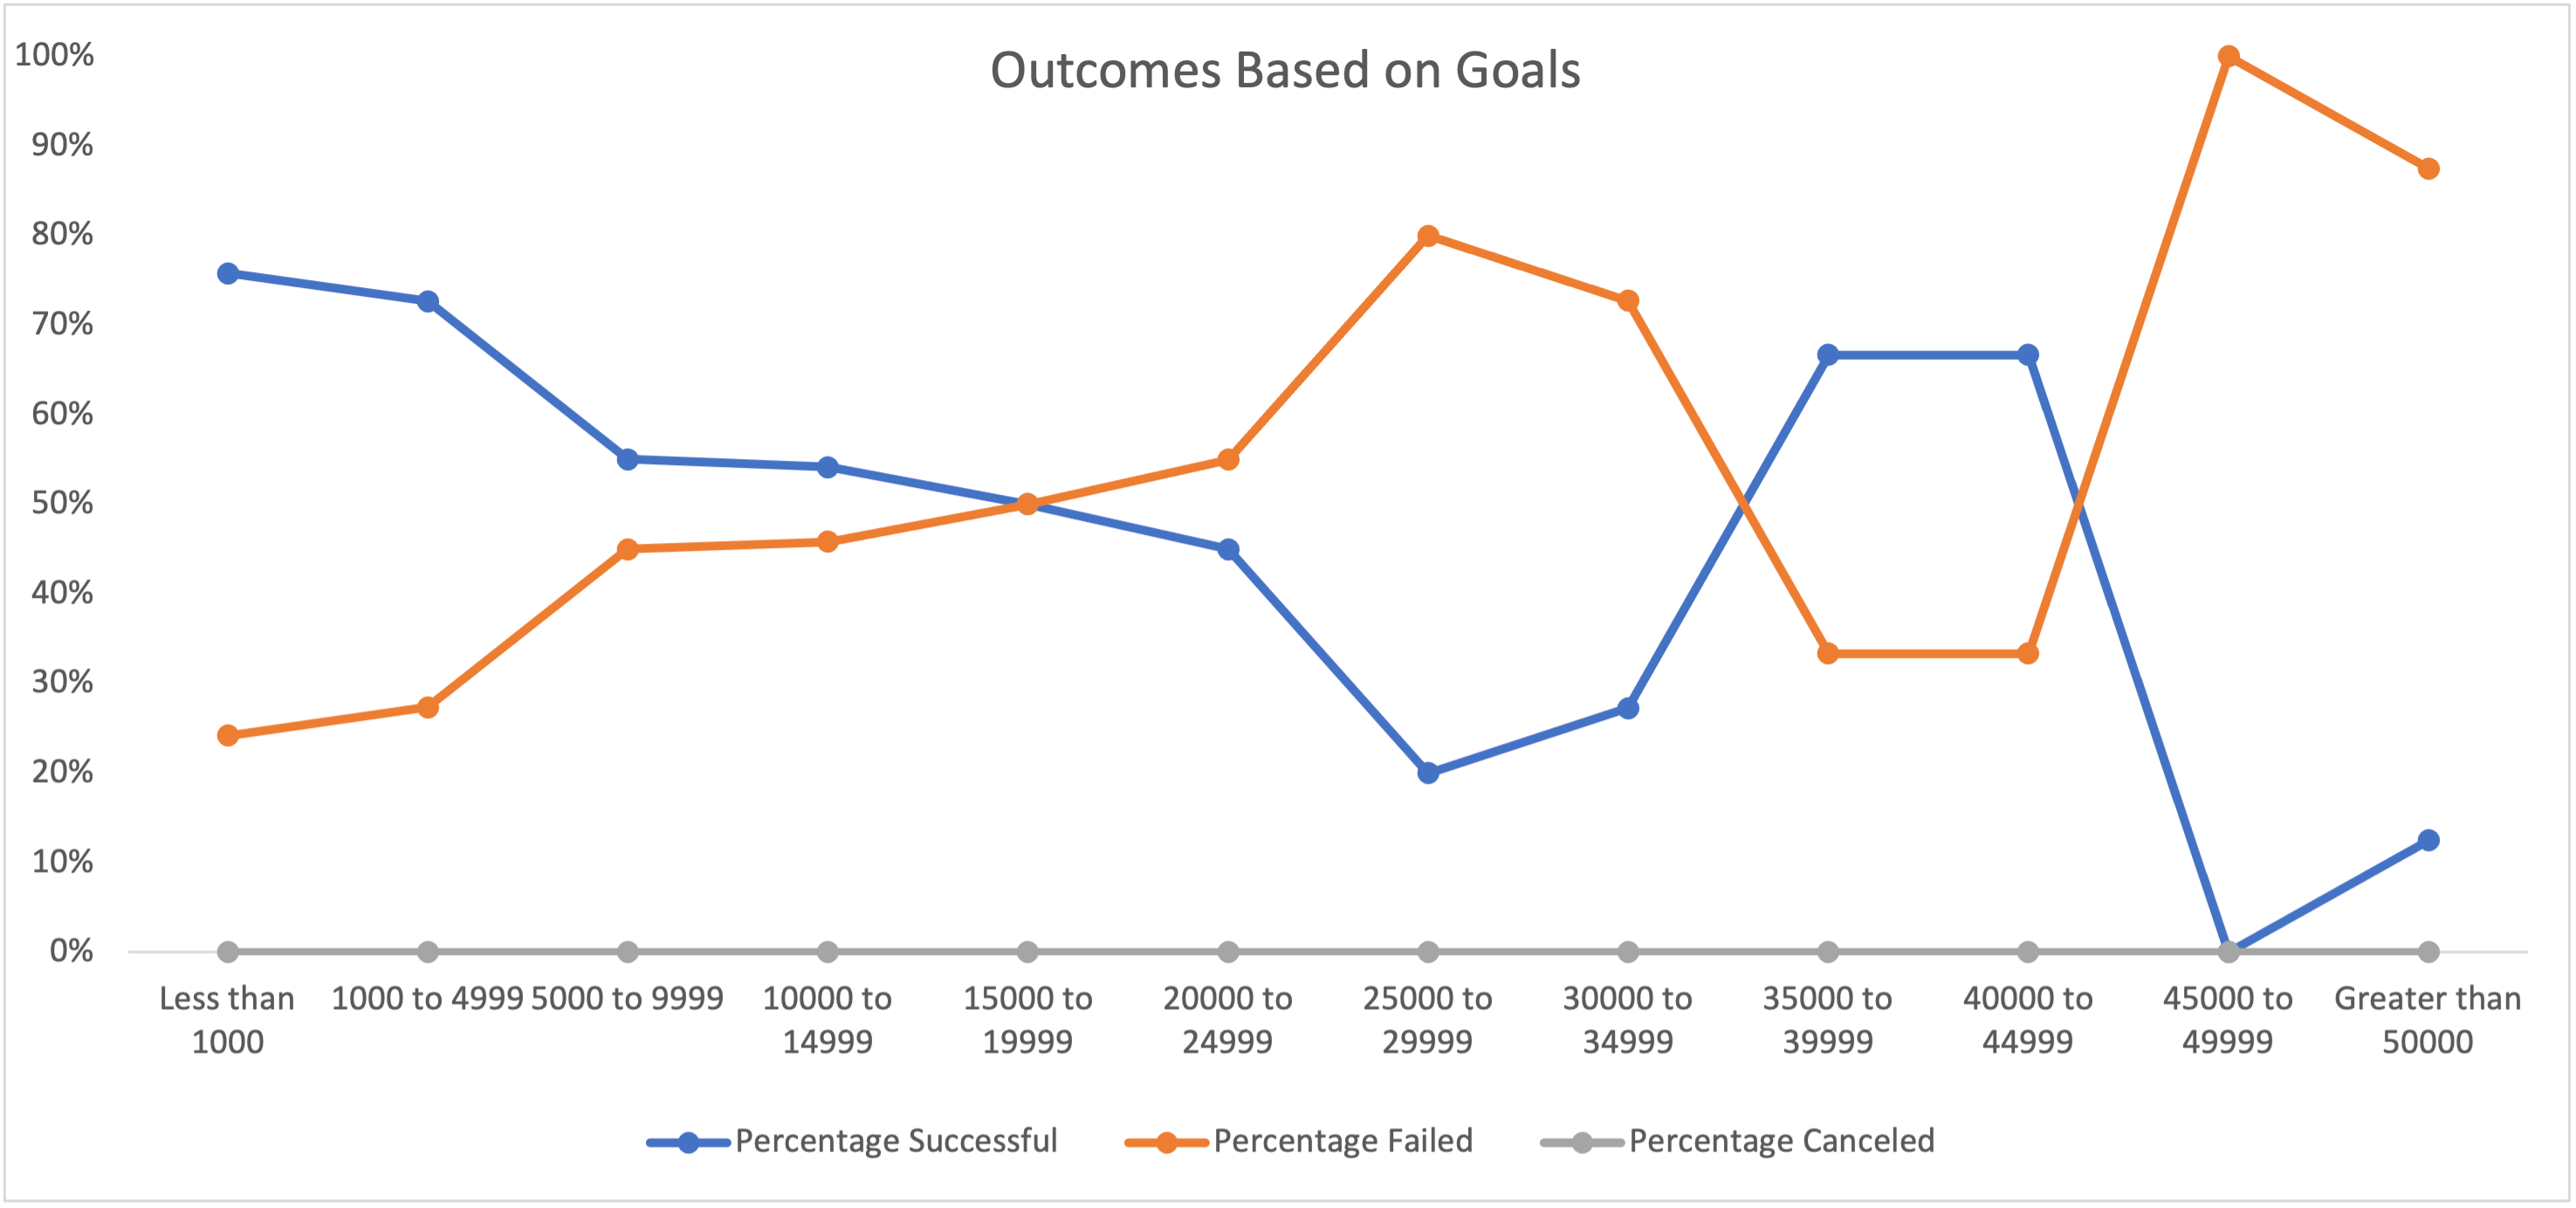 Outcomes Based on Goals
100%
90%
80%
70%
60%
50%
40%
30%
20%
10%
0%
Less than
1000
1000 to 4999
5000 to 9999
10000 to
14999
15000 to
19999
20000 to
24999
25000 to
29999
30000 to
34999
35000 to
39999
40000 to
44999
45000 to
49999
Greater than
50000
Percentage Successful
Percentage Failed
Percentage Canceled